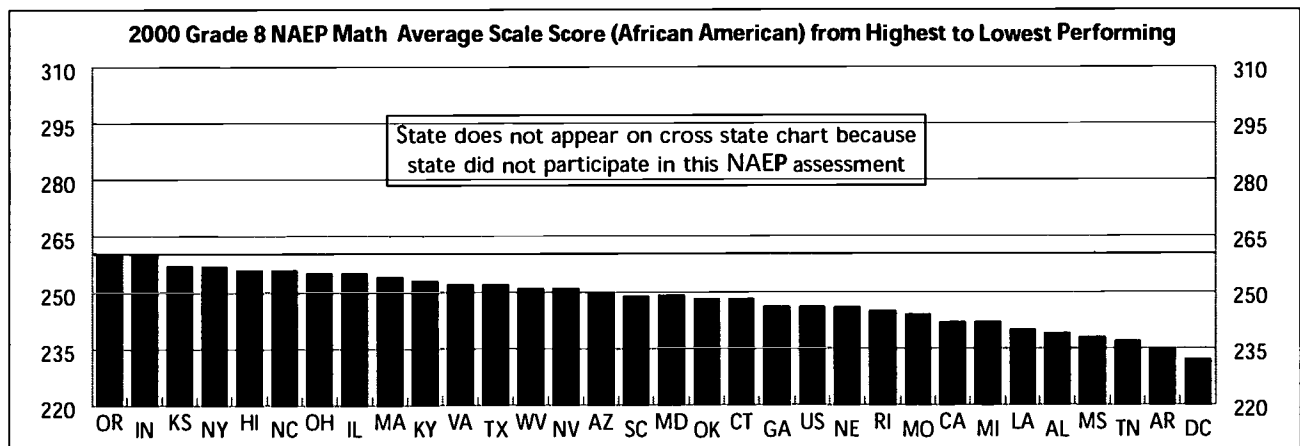 2000 Grade 8 NAEP Math Average Scale Score (African American) from Highest to Lowest Performing
310 310
295 295
State does not appear on cross state chart because
state did not participate in this NAEP assessment
280 280
265 265
250 250
235 235
220 220
OR IN KS NY HI NC OH IL MA KY VA TX WV NV AZ SC MD OK CT GA US NE RI MO CA MI LA AL MS TN AR DC